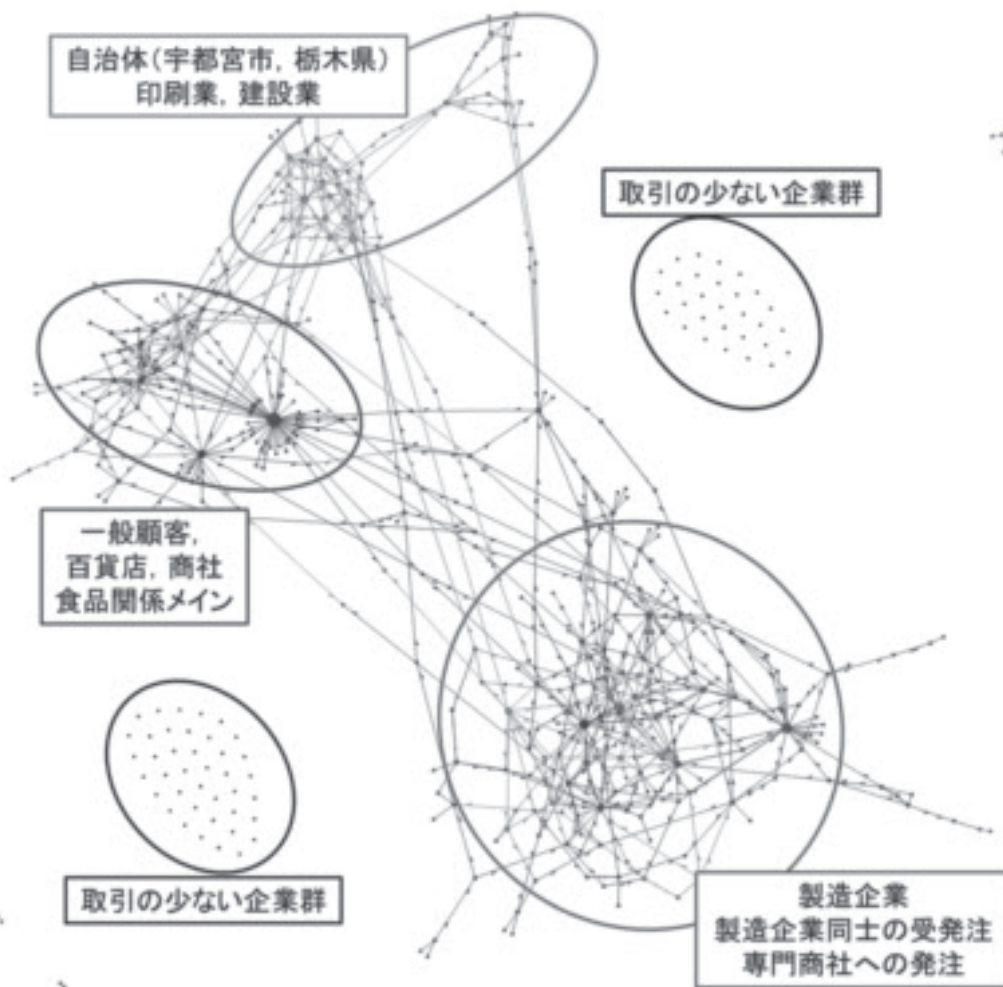 自治体(宇都宮市, 栃木県)
印刷業, 建設業
取引の少ない企業群
一般顧客,
百貨店, 商社
食品関係メイン
取引の少ない企業群
製造企業
製造企業同士の受発注
専門商社への発注